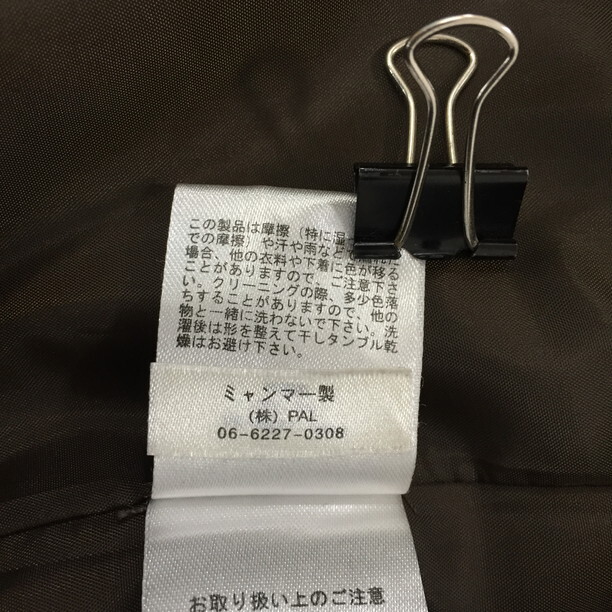 この製品は摩擦(特に湿
での摩擦)や汗や雨など る
場合、他の衣料や下着に色が移
ことがありますので、ご注意下さ
い。クリーニングの際、多少色落
ちすることがありますので、他
物と一緒に洗わないで下さい。洗
濯後は形を整えて干しタンブル乾
燥はお避け下さい。
ミャンマー製
(株) PAL
06-6227-0308
お取り扱い上のご注意